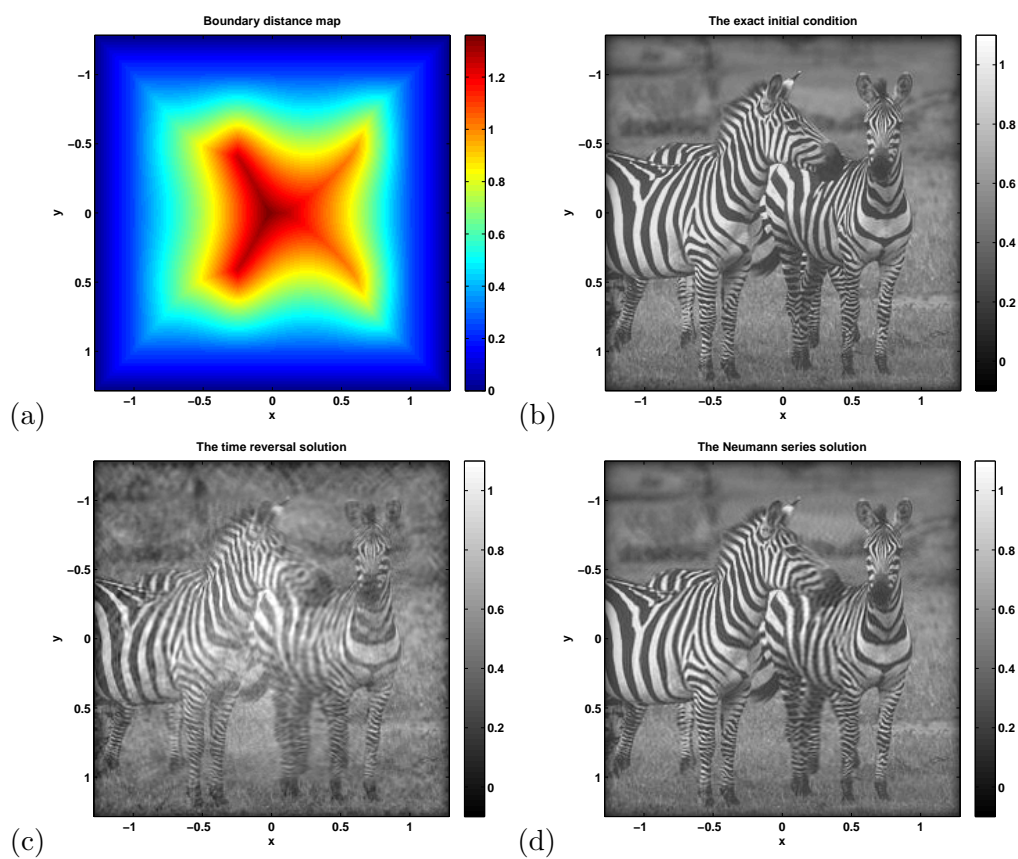 Boundary distance map
−1
−0.5
0
0.5
1
y
−1 −0.5 0 0.5 1
x
1.2
1
0.8
0.6
0.4
0.2
0
(a)
The exact initial condition
−1
−0.5
0
0.5
1
y
−1 −0.5 0 0.5 1
x
1
0.8
0.6
0.4
0.2
0
(b)
The time reversal solution
−1
−0.5
0
0.5
1
y
−1 −0.5 0 0.5 1
x
1
0.8
0.6
0.4
0.2
0
(c)
The Neumann series solution
−1
−0.5
0
0.5
1
y
−1 −0.5 0 0.5 1
x
1
0.8
0.6
0.4
0.2
0
(d)